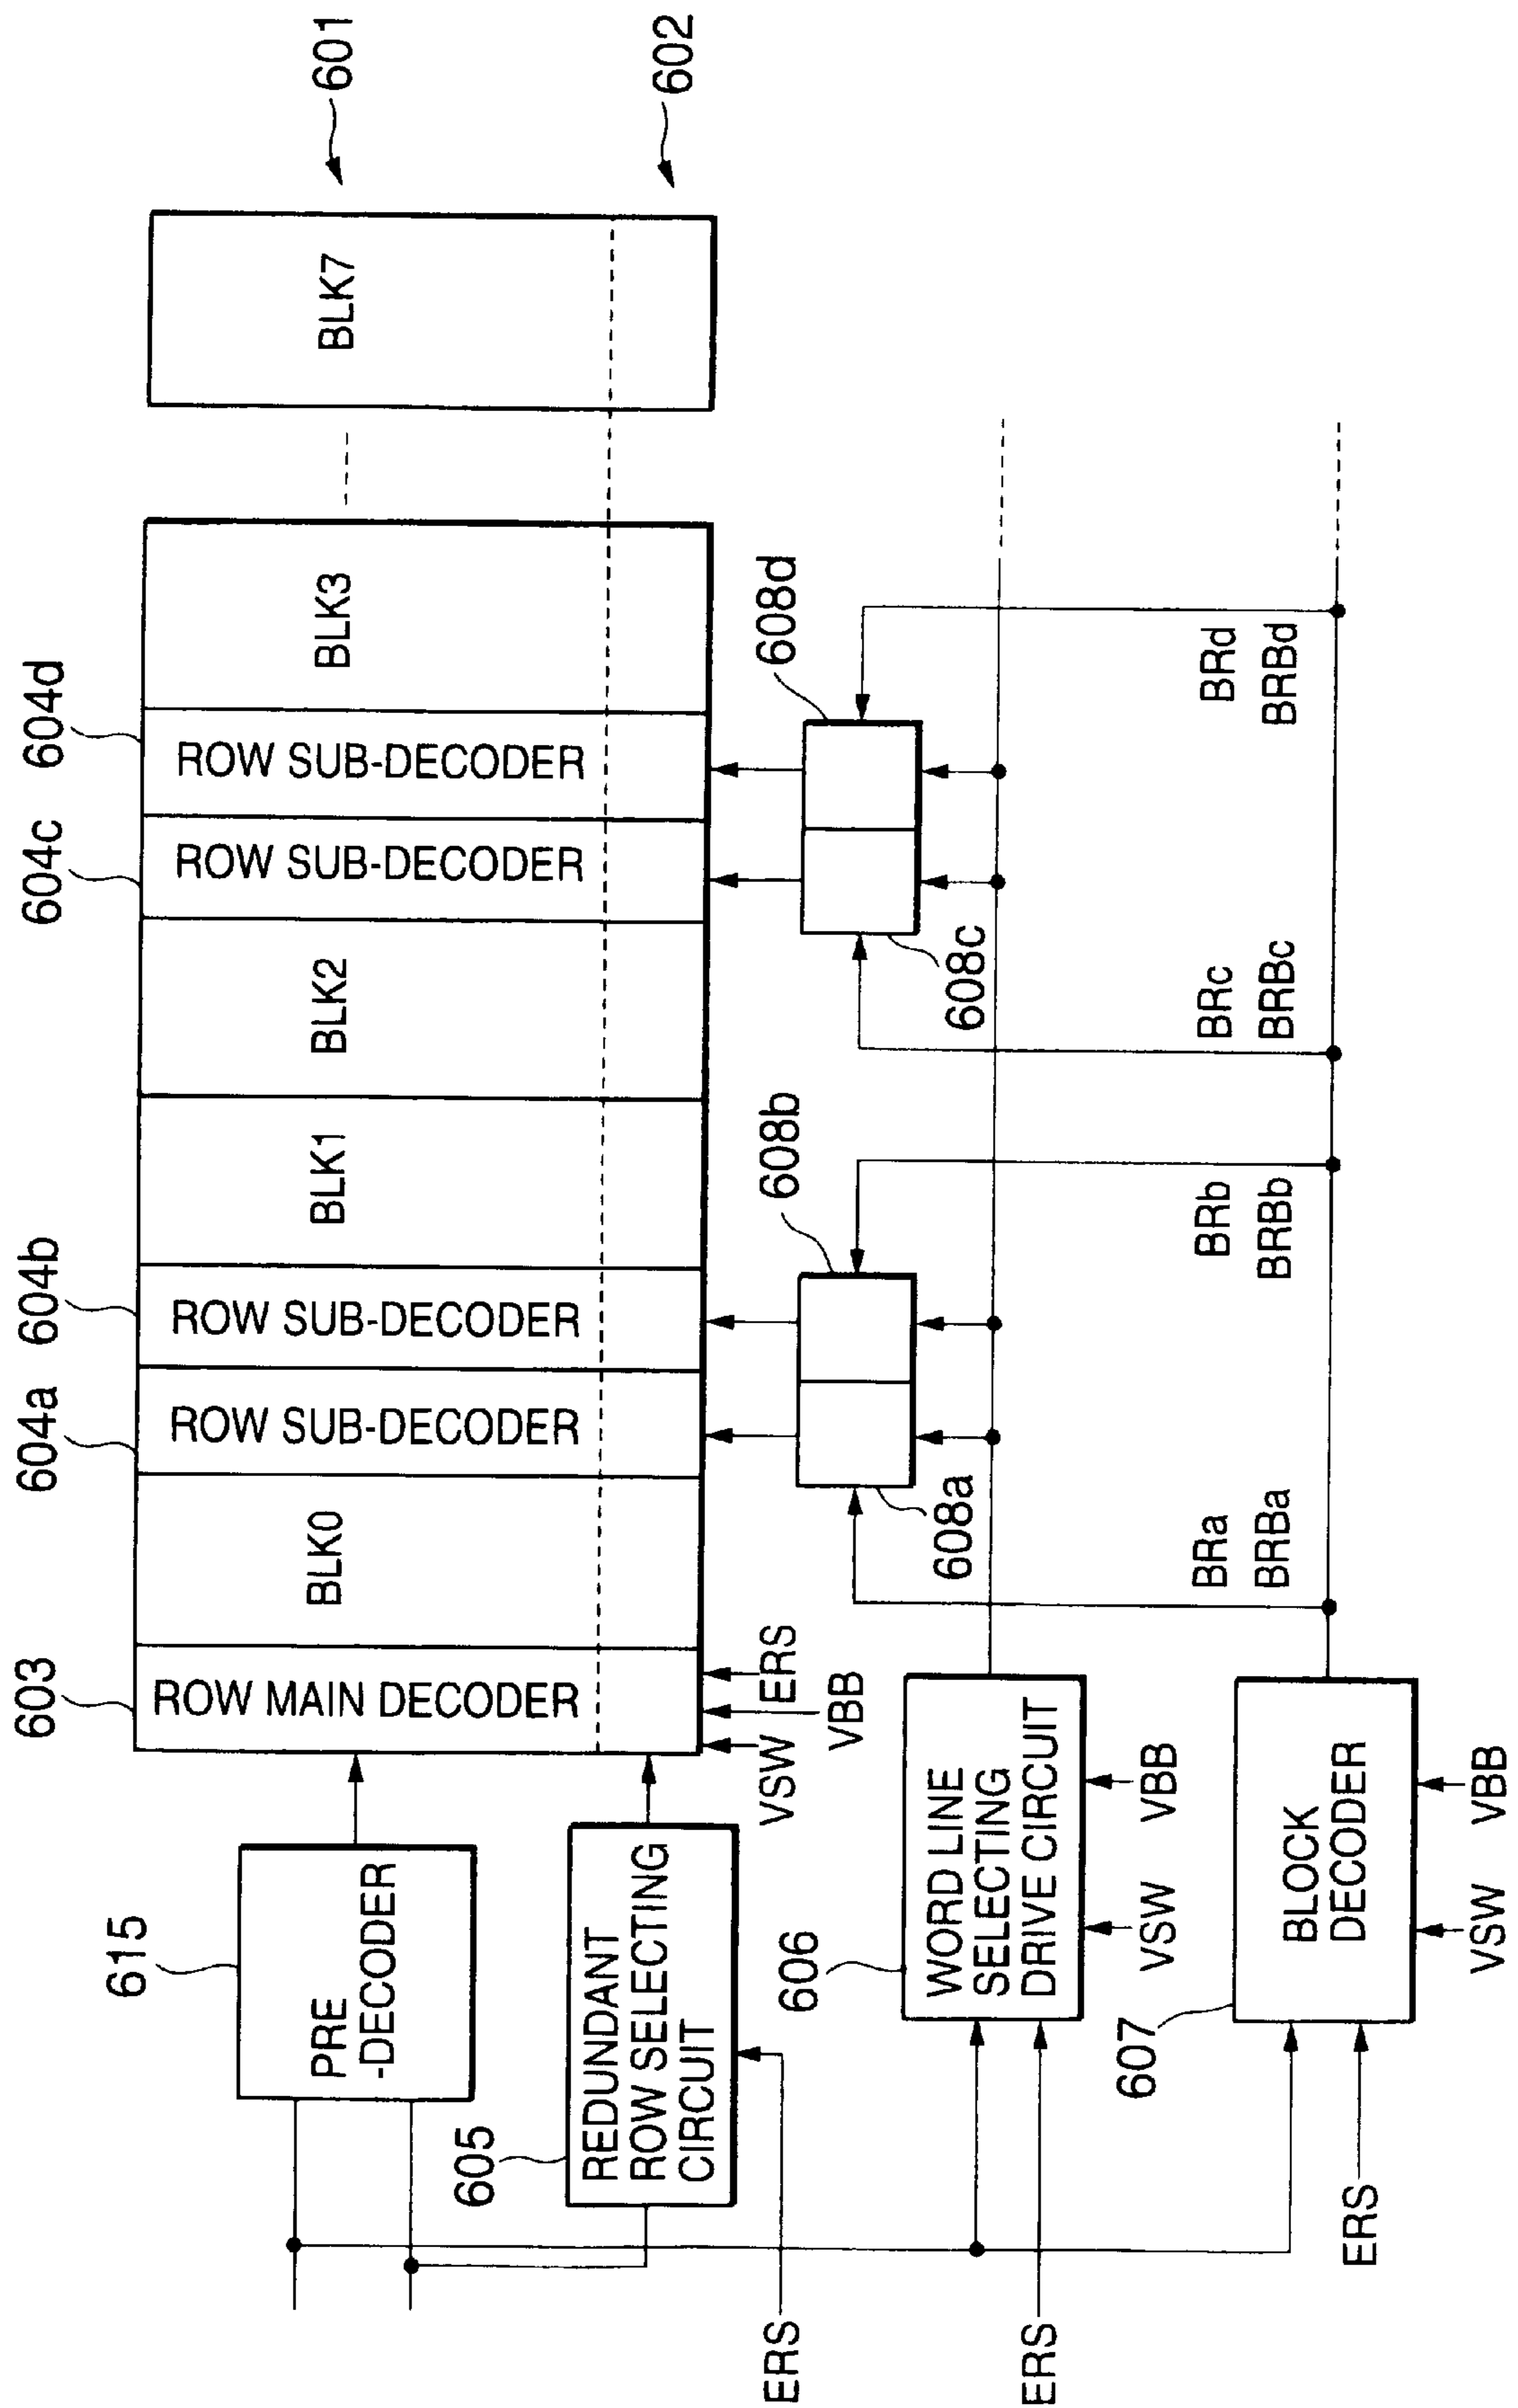 601
602
BLK7
604d
BLK3
ROW SUB-DECODER
604c
ROW SUB-DECODER
BLK2
BLK1
604b
ROW SUB-DECODER
604a
ROW SUB-DECODER
BLK0
603
ROW MAIN DECODER
VSW
VBB
ERS
608d
608c
608b
608a
BRd
BRBd
BRc
BRBc
BRb
BRBb
BRa
BRBa
615
PRE
-DECODER
605
REDUNDANT
ROW SELECTING
CIRCUIT
ERS
606
WORD LINE
SELECTING
DRIVE CIRCUIT
VSW
VBB
ERS
607
BLOCK
DECODER
VSW
VBB
ERS